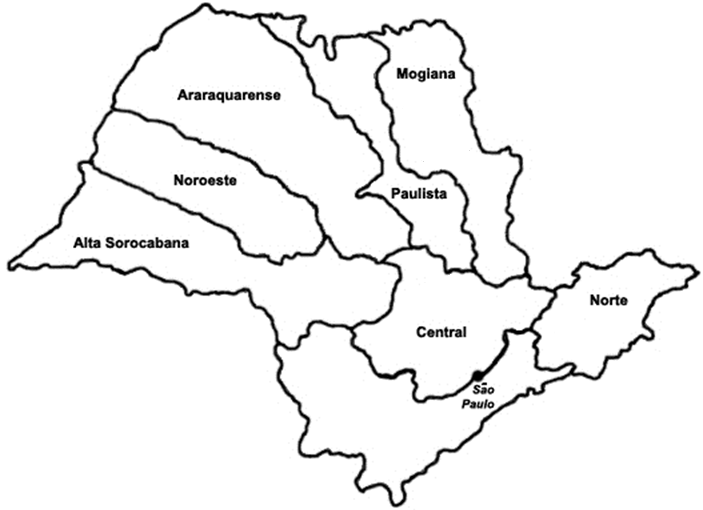 Mogiana
Araraquarense
Noroeste
Paulista
Alta Sorocabana
Norte
Central
São
Paulo